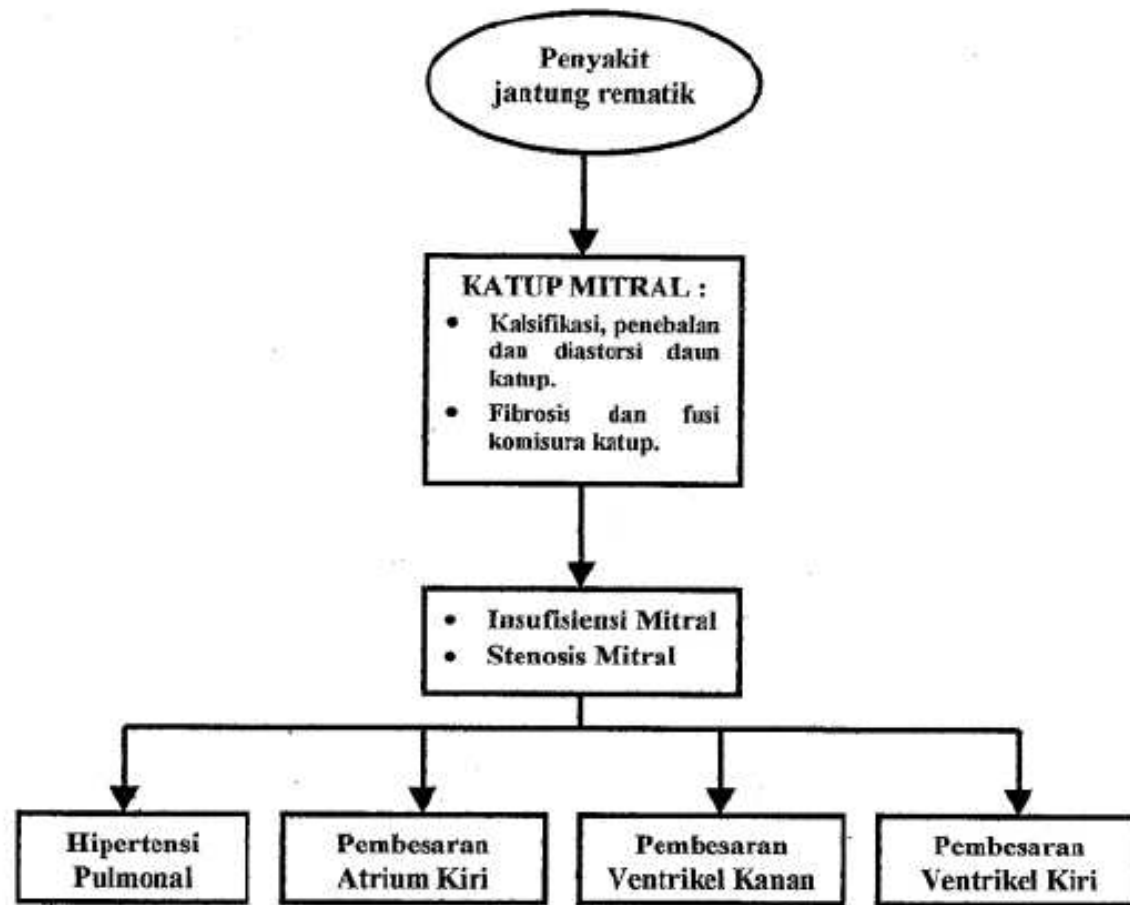 Penyakit
jantung rematik
KATUP MITRAL :
• Kalsifikasi, penebalan
dan diastorsi daun
katup.
• Fibrosis dan fusi
komisura katup.
• Insufisiensi Mitral
• Stenosis Mitral
Hipertensi
Pulmonal
Pembesaran
Atrium Kiri
Pembesaran
Ventrikel Kanan
Pembesaran
Ventrikel Kiri